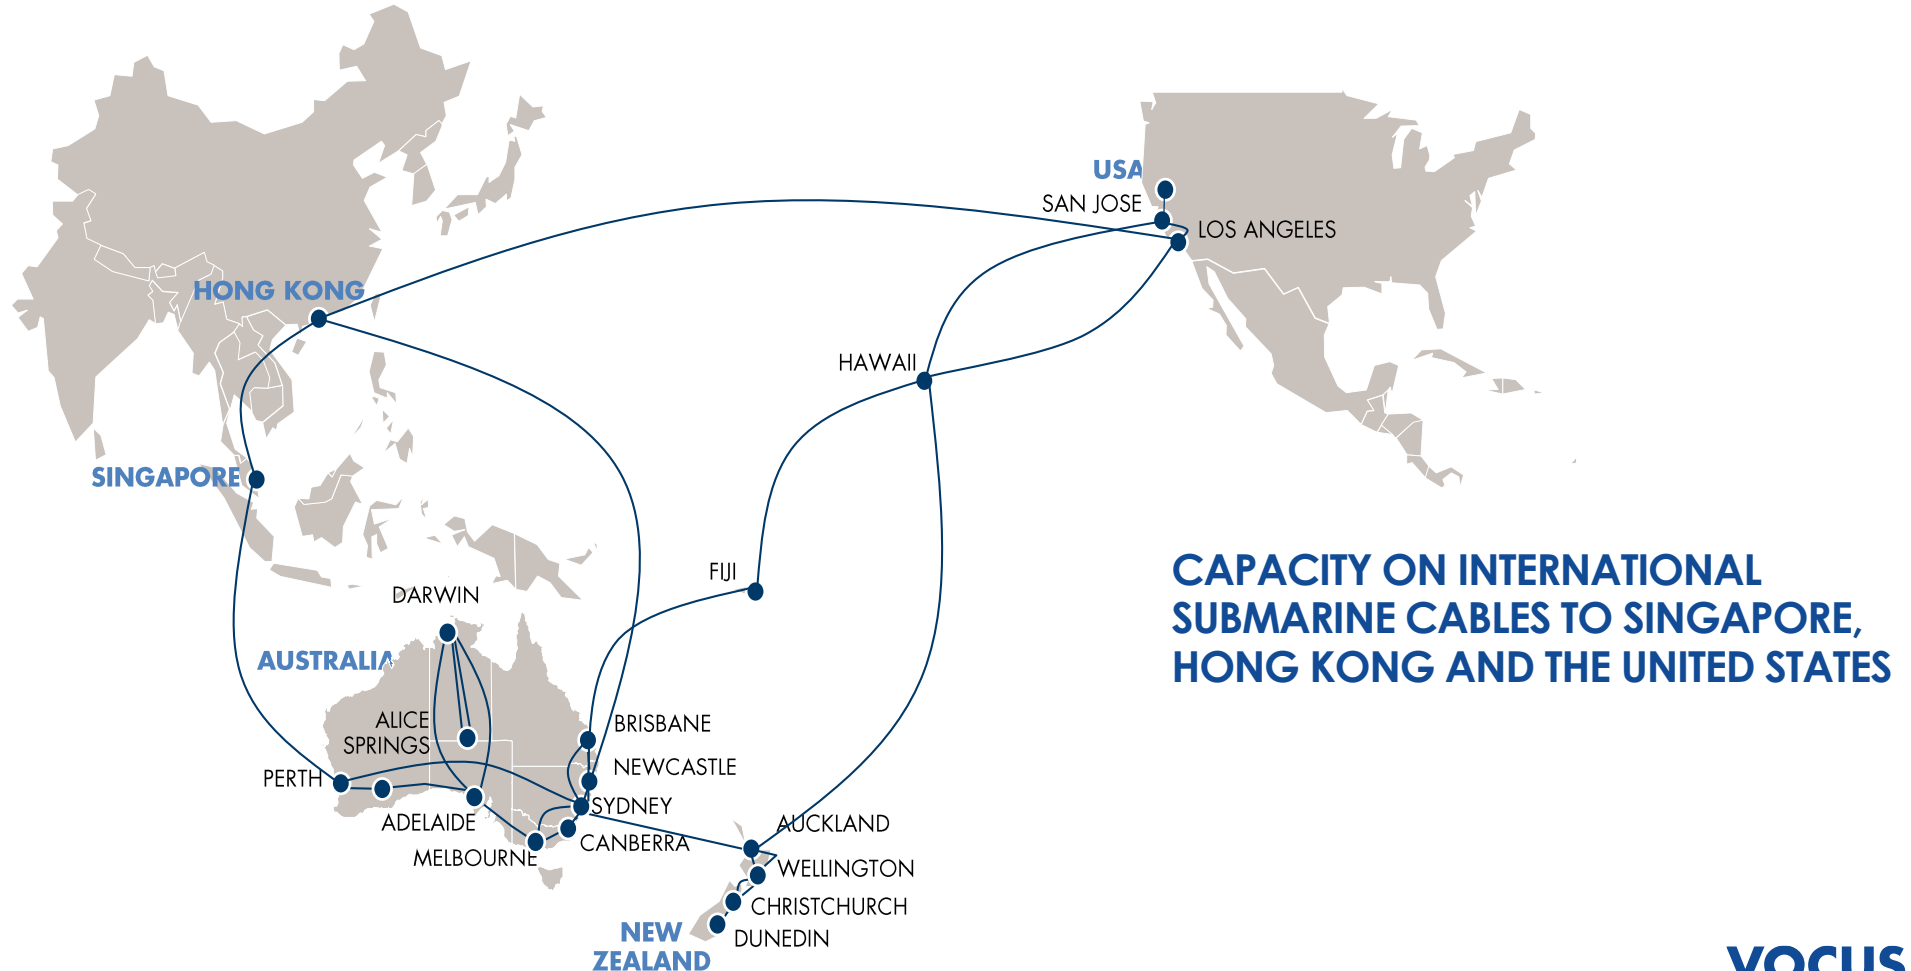 USA
SAN JOSE
LOS ANGELES
HONG KONG
HAWAII
SINGAPORE
FIJI
DARWIN
CAPACITY ON INTERNATIONAL
SUBMARINE CABLES TO SINGAPORE,
HONG KONG AND THE UNITED STATES
AUSTRALIA
ALICE
SPRINGS
BRISBANE
PERTH
NEWCASTLE
SYDNEY
ADELAIDE
AUCKLAND
CANBERRA
MELBOURNE
WELLINGTON
CHRISTCHURCH
NEW
ZEALAND
DUNEDIN
VOCUS